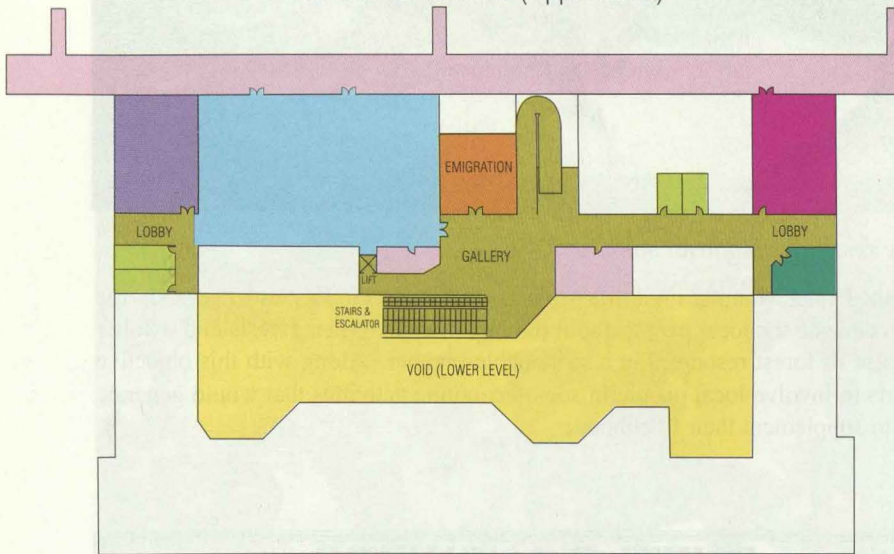 EMIGRATION
LOBBY
GALLERY
LOBBY
LIFT
STAIRS &
ESCALATOR
VOID (LOWER LEVEL)